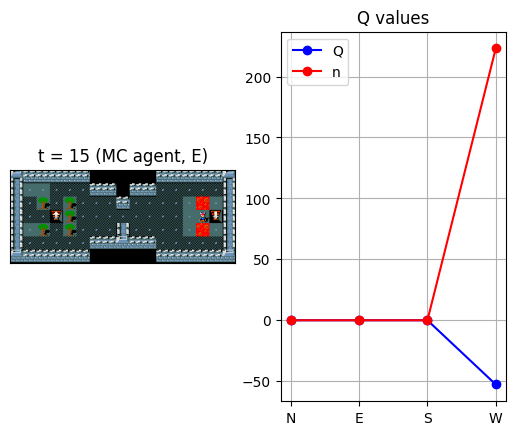 Q values
t = 15 (MC agent, E)
Q
n
200
150
100
50
0
−50
N E S W